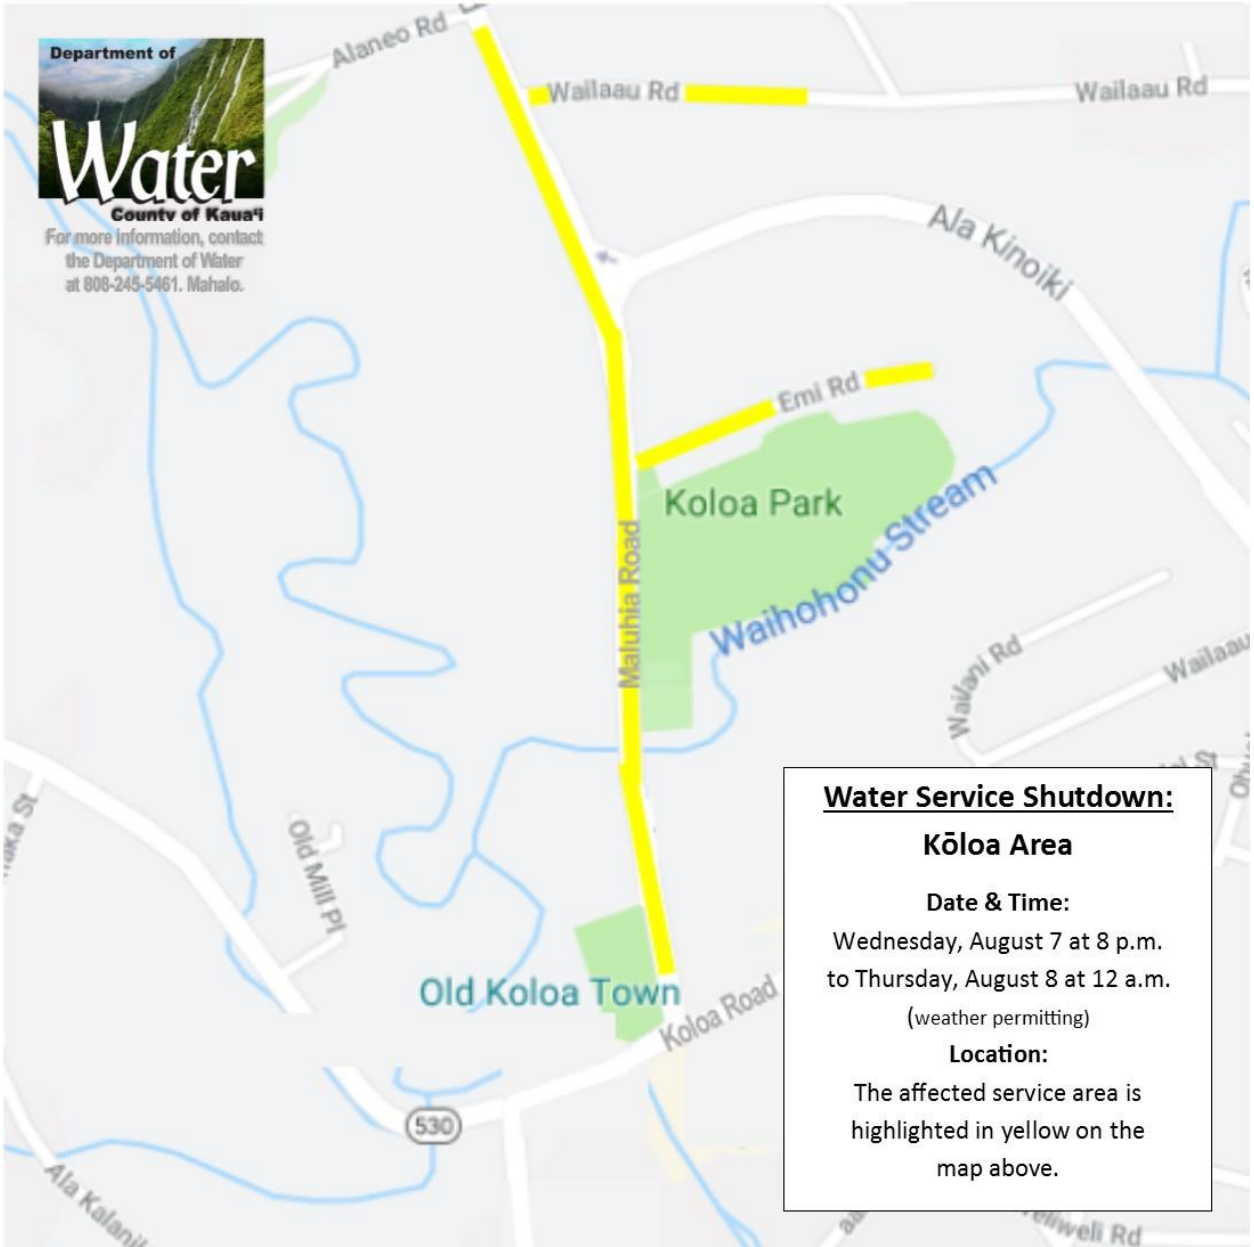 Department of
Water
County of Kaua‘i
For more information, contact
the Department of Water
at 808-245-5461. Mahalo.
Alaneo Rd
Wailaau Rd
Wailaau Rd
Ala Kinoiki
Emi Rd
Koloa Park
Waihohonu Stream
Maluhia Road
Wailani Rd
Wailaau
Old Mill Pl
Old Koloa Town
Koloa Road
530
Water Service Shutdown:
Kōloa Area
Date & Time:
Wednesday, August 7 at 8 p.m.
to Thursday, August 8 at 12 a.m.
(weather permitting)
Location:
The affected service area is
highlighted in yellow on the
map above.